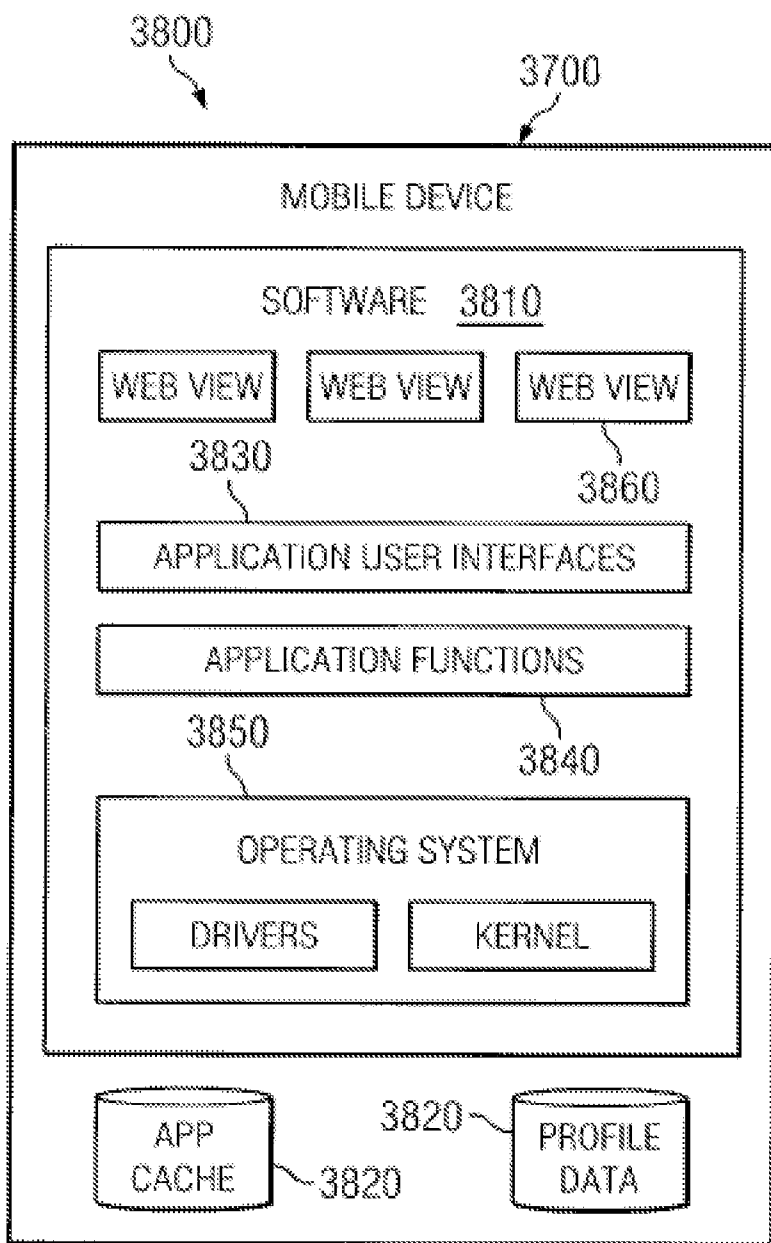 3800
3700
MOBILE DEVICE
SOFTWARE 3810
WEB VIEW WEB VIEW WEB VIEW
3830
3860
APPLICATION USER INTERFACES
APPLICATION FUNCTIONS
3850
3840
OPERATING SYSTEM
DRIVERS KERNEL
APP
CACHE
3820
3820
PROFILE
DATA